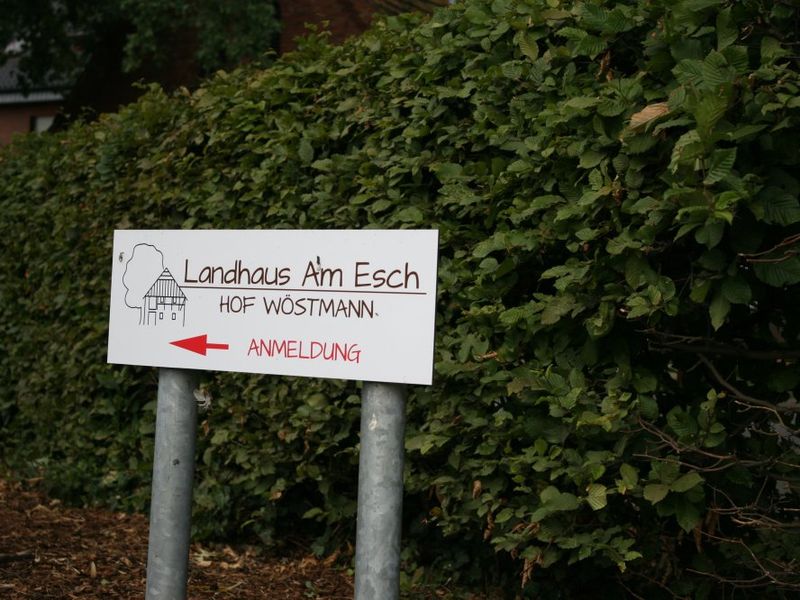 Landhaus Am Esch
HOF WÖSTMANN
ANMELDUNG